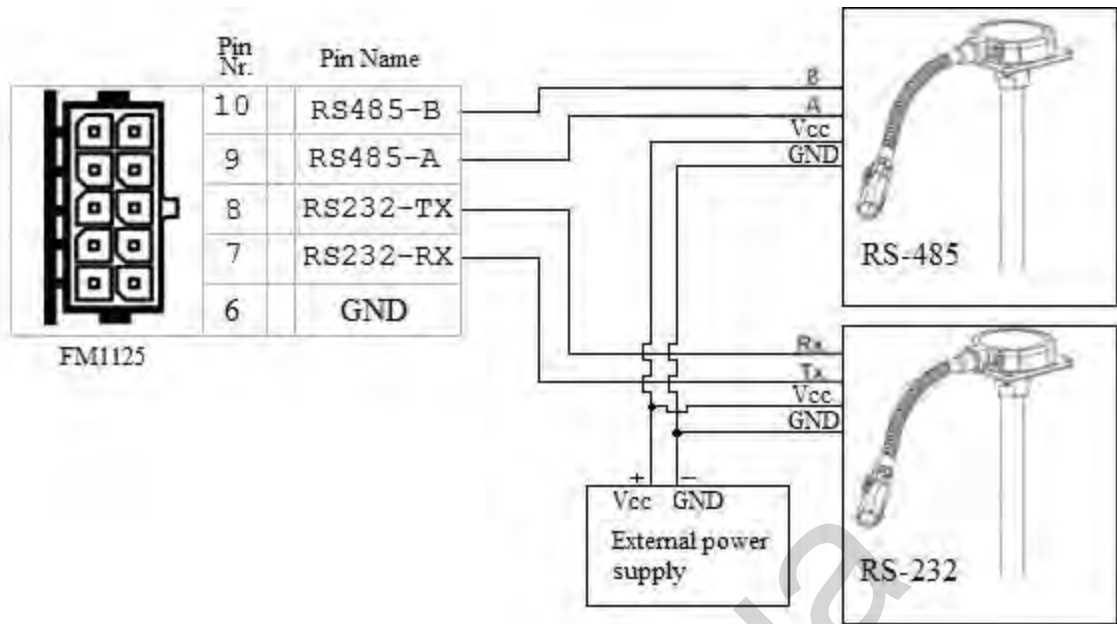 Pin
Nr. Pin Name
10 RS485-B
9 RS485-A
8 RS232-TX
7 RS232-RX
6 GND
FM1125
B
A
Vcc
GND
RS-485
Rx
Tx
Vcc
GND
+ −
Vcc GND
External power
supply
RS-232